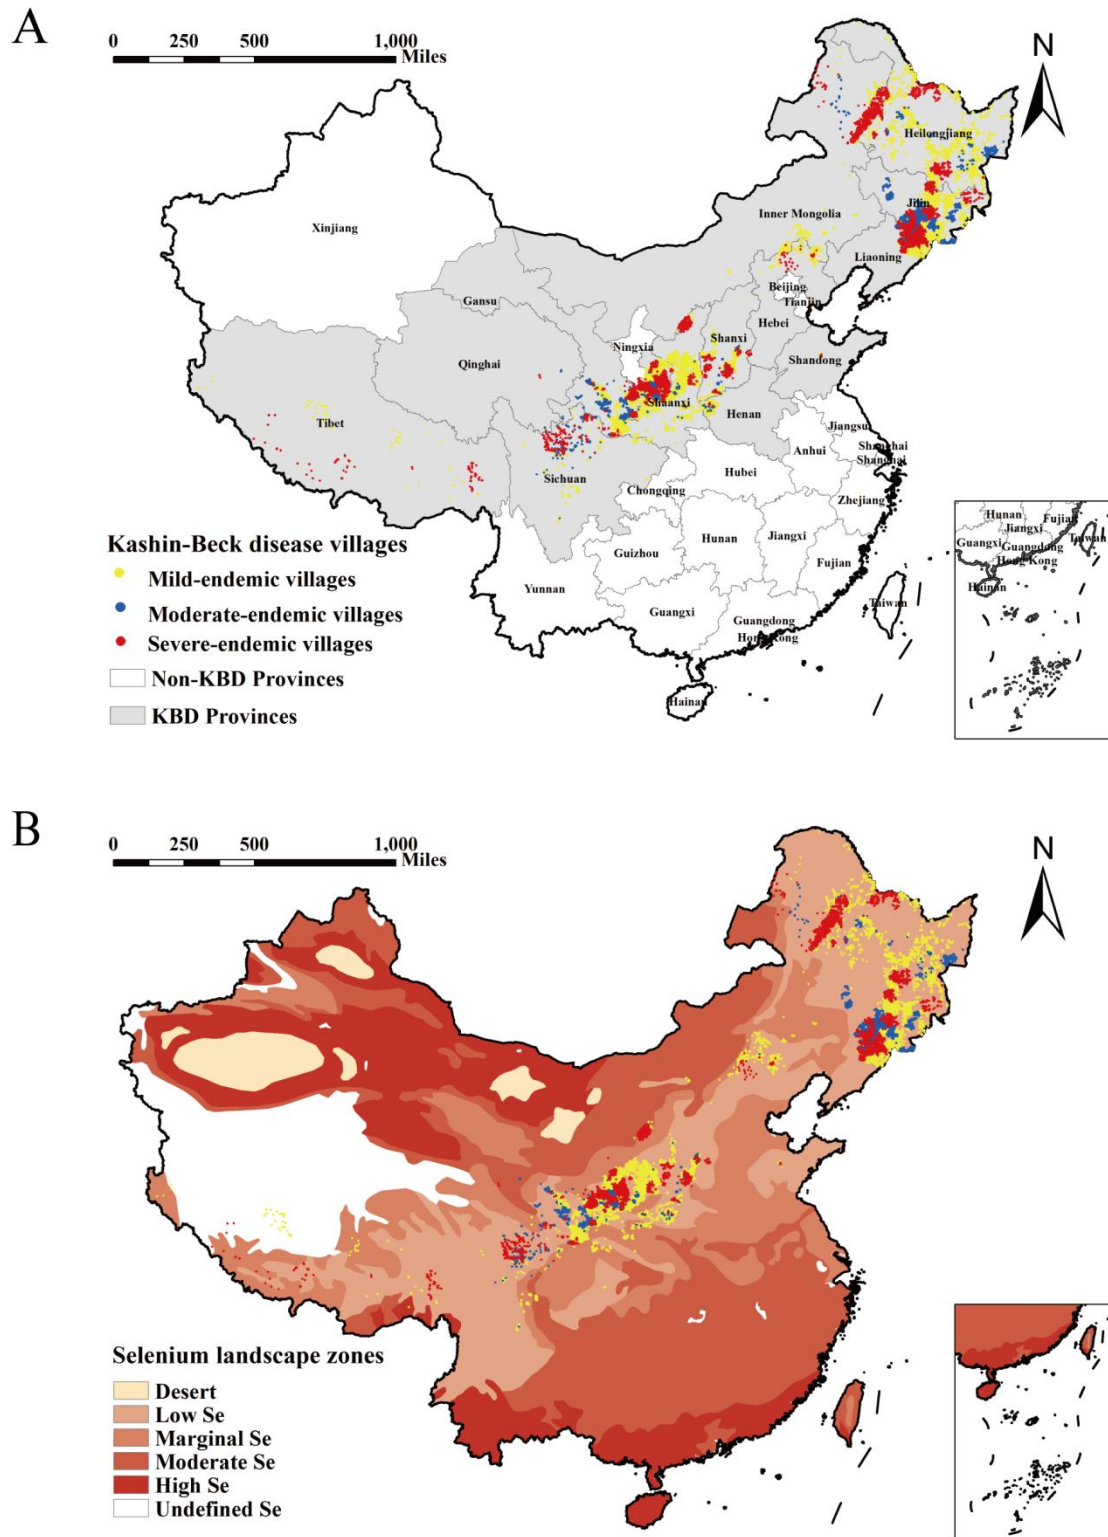 A
0 250 500 1,000
Miles
N
Heilongjiang
Jilin
Inner Mongolia
Xinjiang
Liaoning
Beijing
Tianjin
Gansu
Hebei
Shanxi
Ningxia
Shandong
Qinghai
Shaanxi
Henan
Tibet
Jiangsu
Shanghai
Shanghai
Anhui
Hubei
Sichuan
Chongqing
Zhejiang
Hunan
Jiangxi
Guizhou
Fujian
Yunnan
Taiwan
Guangxi
Guangdong
Hong Kong
Hainan
Kashin-Beck disease villages
Mild-endemic villages
Moderate-endemic villages
Severe-endemic villages
Non-KBD Provinces
KBD Provinces
Hunan
Fujian
Jiangxi
Taiwan
Guangxi
Guangdong
Hong Kong
Hainan
B
0 250 500 1,000
Miles
N
Selenium landscape zones
Desert
Low Se
Marginal Se
Moderate Se
High Se
Undefined Se